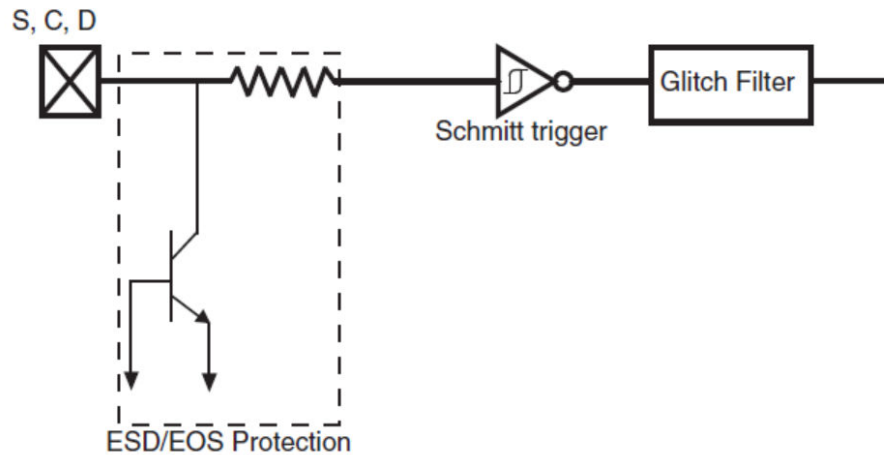 S, C, D
Glitch Filter
Schmitt trigger
ESD/EOS Protection